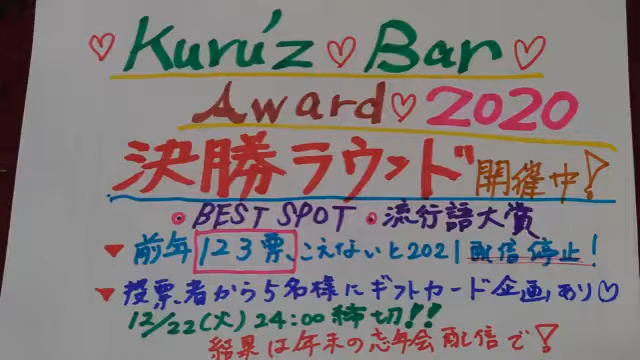 ♡Kuru'z♡Bar♡
Award♡2020
決勝ラウンド開催中!
・BEST SPOT ・流行語大賞
▼前年123票、こえないと2021配信停止!
▼投票者から5名様にギフトカード企画あり♡
12/22(火)24:00締切!!
結果は年末の忘年会配信で!